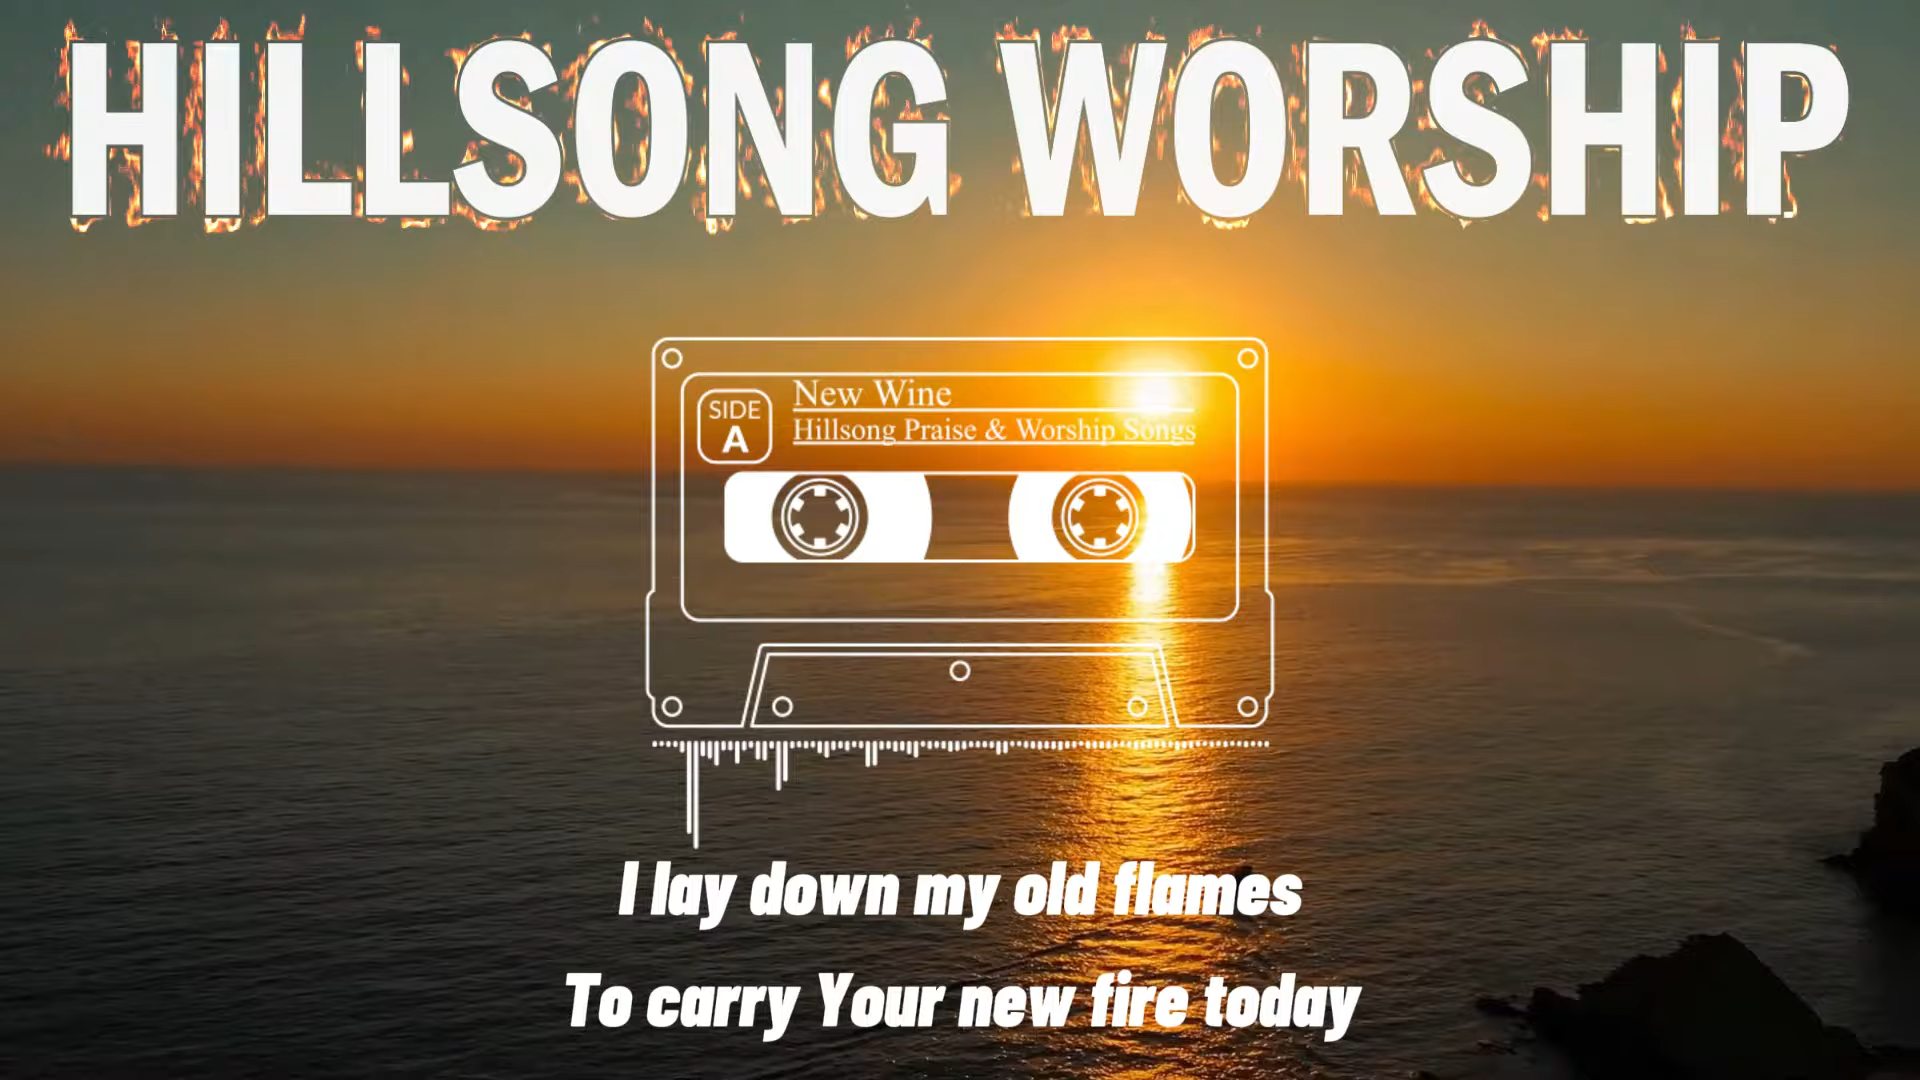 HILLSONG WORSHIP
SIDE
A
New Wine
Hillsong Praise & Worship Songs
I lay down my old flames
To carry Your new fire today